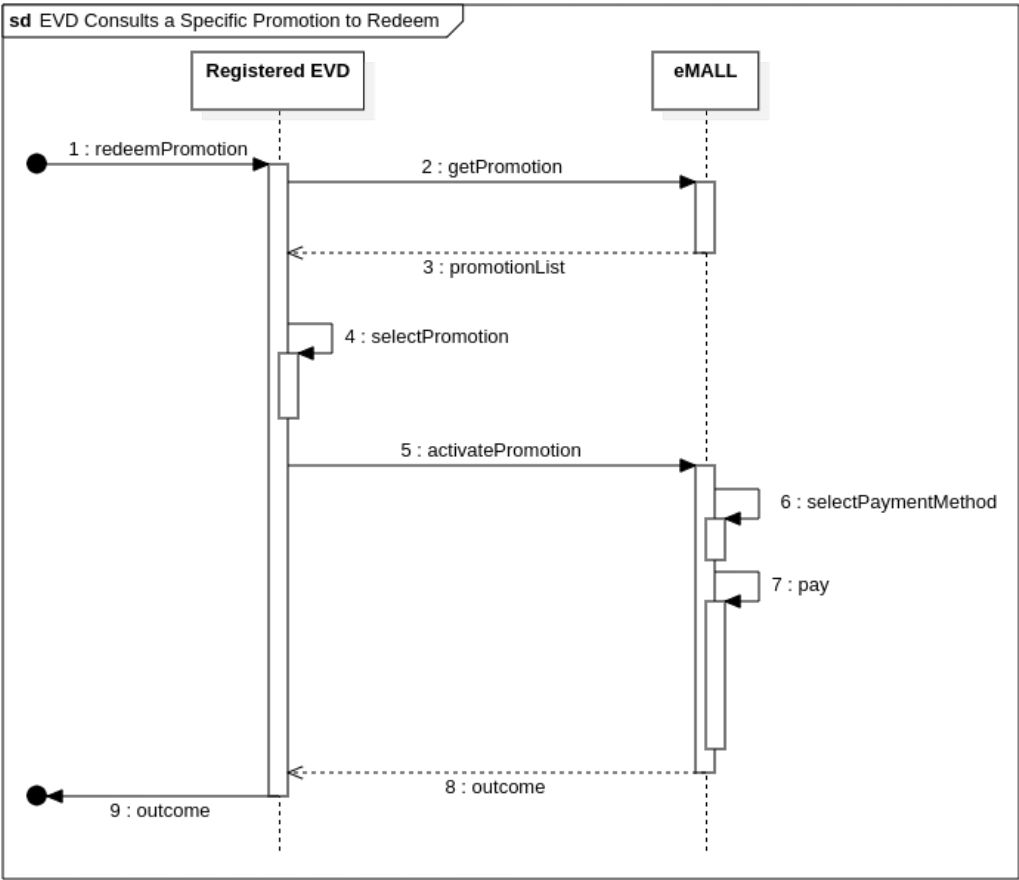 sd EVD Consults a Specific Promotion to Redeem
Registered EVD
eMALL
1 : redeemPromotion
2 : getPromotion
3 : promotionList
4 : selectPromotion
5 : activatePromotion
6 : selectPaymentMethod
7 : pay
8 : outcome
9 : outcome